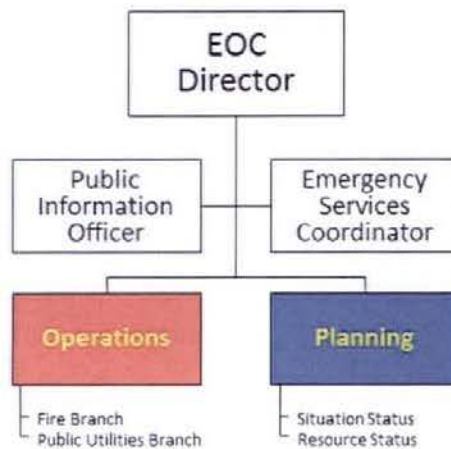 EOC
Director
Public
Information
Officer
Emergency
Services
Coordinator
Operations
Planning
Fire Branch
Public Utilities Branch
Situation Status
Resource Status